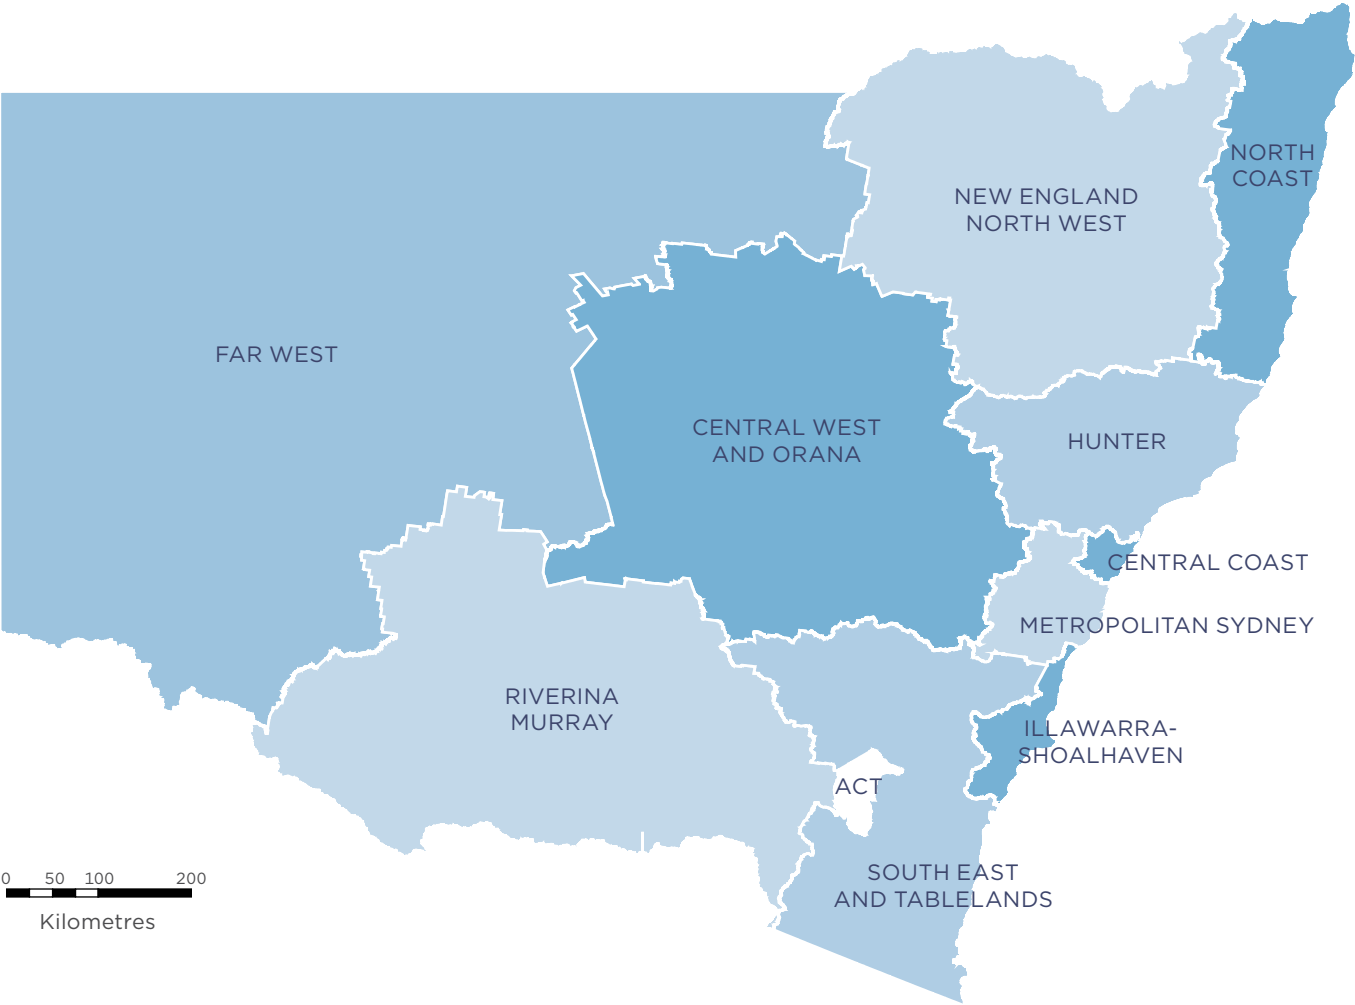 NORTH
COAST
NEW ENGLAND
NORTH WEST
FAR WEST
CENTRAL WEST
AND ORANA
HUNTER
CENTRAL COAST
METROPOLITAN SYDNEY
RIVERINA
MURRAY
ILLAWARRA-
SHOALHAVEN
ACT
SOUTH EAST
AND TABLELANDS
0 50 100 200
Kilometres